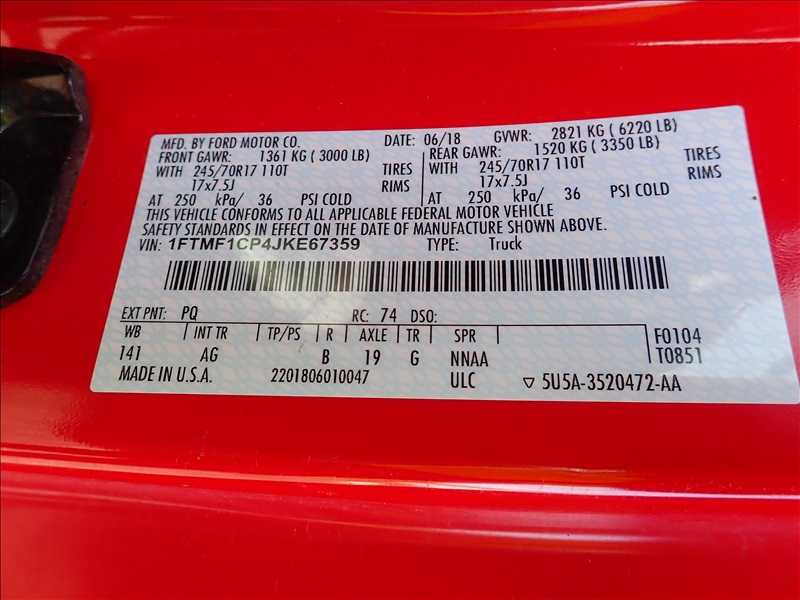 MFD. BY FORD MOTOR CO. DATE: 06/18 GVWR: 2821 KG ( 6220 LB)
FRONT GAWR: 1361 KG ( 3000 LB) REAR GAWR: 1520 KG ( 3350 LB)
WITH 245/70R17 110T TIRES WITH 245/70R17 110T TIRES
17x7.5J RIMS 17x7.5J RIMS
AT 250 kPa/ 36 PSI COLD AT 250 kPa/ 36 PSI COLD
THIS VEHICLE CONFORMS TO ALL APPLICABLE FEDERAL MOTOR VEHICLE
SAFETY STANDARDS IN EFFECT ON THE DATE OF MANUFACTURE SHOWN ABOVE.
VIN: 1FTMF1CP4JKE67359 TYPE: Truck
EXT PNT: PQ RC: 74 DSO:
WB INT TR TP/PS R AXLE TR SPR F0104
141 AG B 19 G NNAA T0851
MADE IN U.S.A. 2201806010047 ULC ▽ 5U5A-3520472-AA